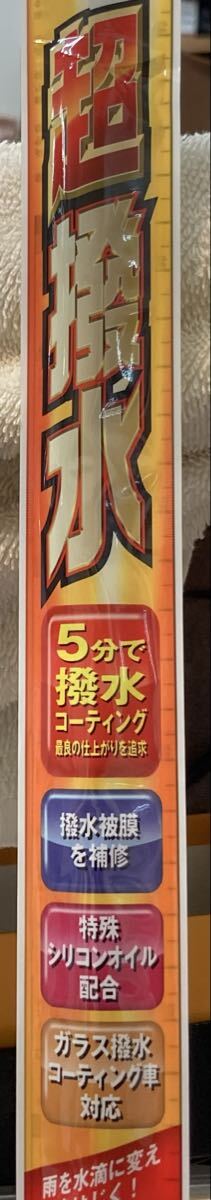 超撥水
5分で
撥水
コーティング
最良の仕上がりを追求
撥水被膜
を補修
特殊
シリコンオイル
配合
ガラス撥水
コーティング車
対応
雨を水滴に変え